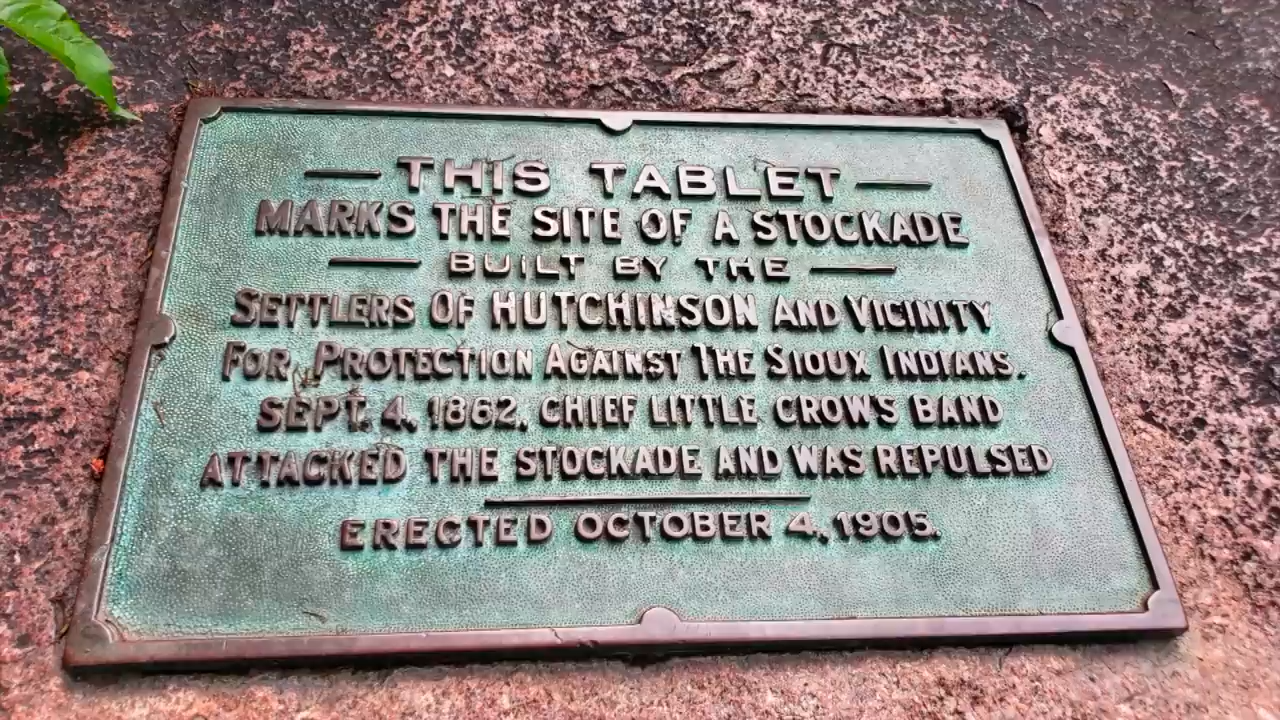 THIS TABLET
MARKS THE SITE OF A STOCKADE
BUILT BY THE
SETTLERS OF HUTCHINSON AND VICINITY
FOR PROTECTION AGAINST THE SIOUX INDIANS.
SEPT. 4, 1862, CHIEF LITTLE CROW'S BAND
ATTACKED THE STOCKADE AND WAS REPULSED
ERECTED OCTOBER 4, 1905.